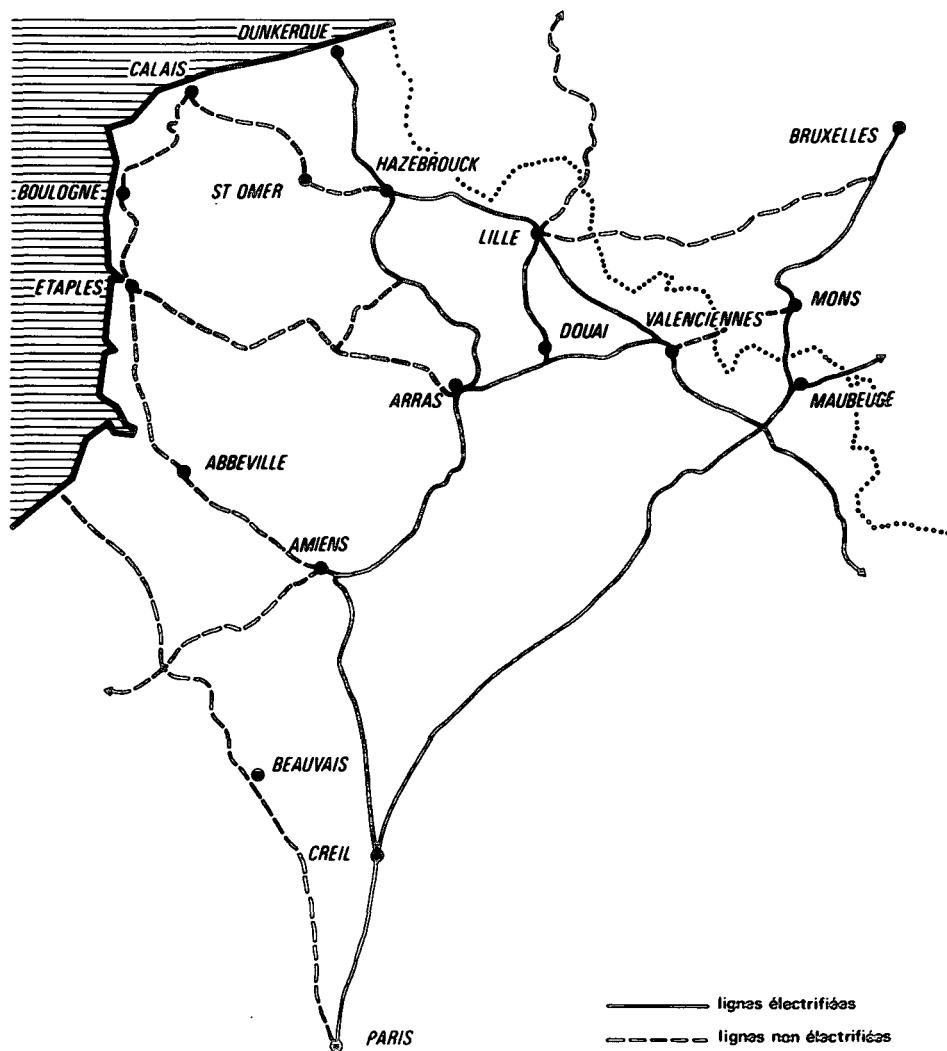 DUNKERQUE
CALAIS
BRUXELLES
HAZEBROUCK
BOULOGNE
ST OMER
LILLE
ETAPLES
MONS
DOUAI
VALENCIENNES
ARRAS
MAUBEUGE
ABBEVILLE
AMIENS
BEAUVAIS
CREIL
lignes électrifiées
PARIS
lignes non électrifiées